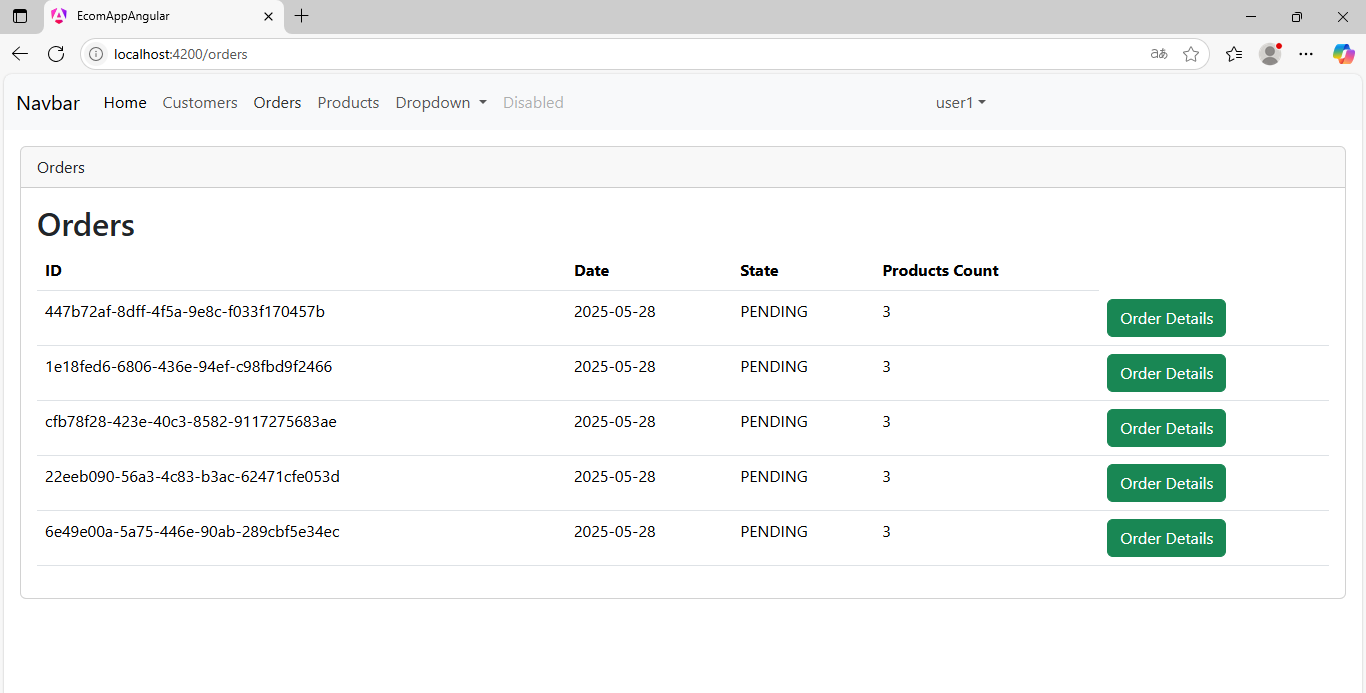 EcomAppAngular
localhost:4200/orders
Navbar Home Customers Orders Products Dropdown Disabled user1
Orders
Orders
ID Date State Products Count
447b72af-8dff-4f5a-9e8c-f033f170457b 2025-05-28 PENDING 3 Order Details
1e18fed6-6806-436e-94ef-c98fbd9f2466 2025-05-28 PENDING 3 Order Details
cfb78f28-423e-40c3-8582-9117275683ae 2025-05-28 PENDING 3 Order Details
22eeb090-56a3-4c83-b3ac-62471cfe053d 2025-05-28 PENDING 3 Order Details
6e49e00a-5a75-446e-90ab-289cbf5e34ec 2025-05-28 PENDING 3 Order Details